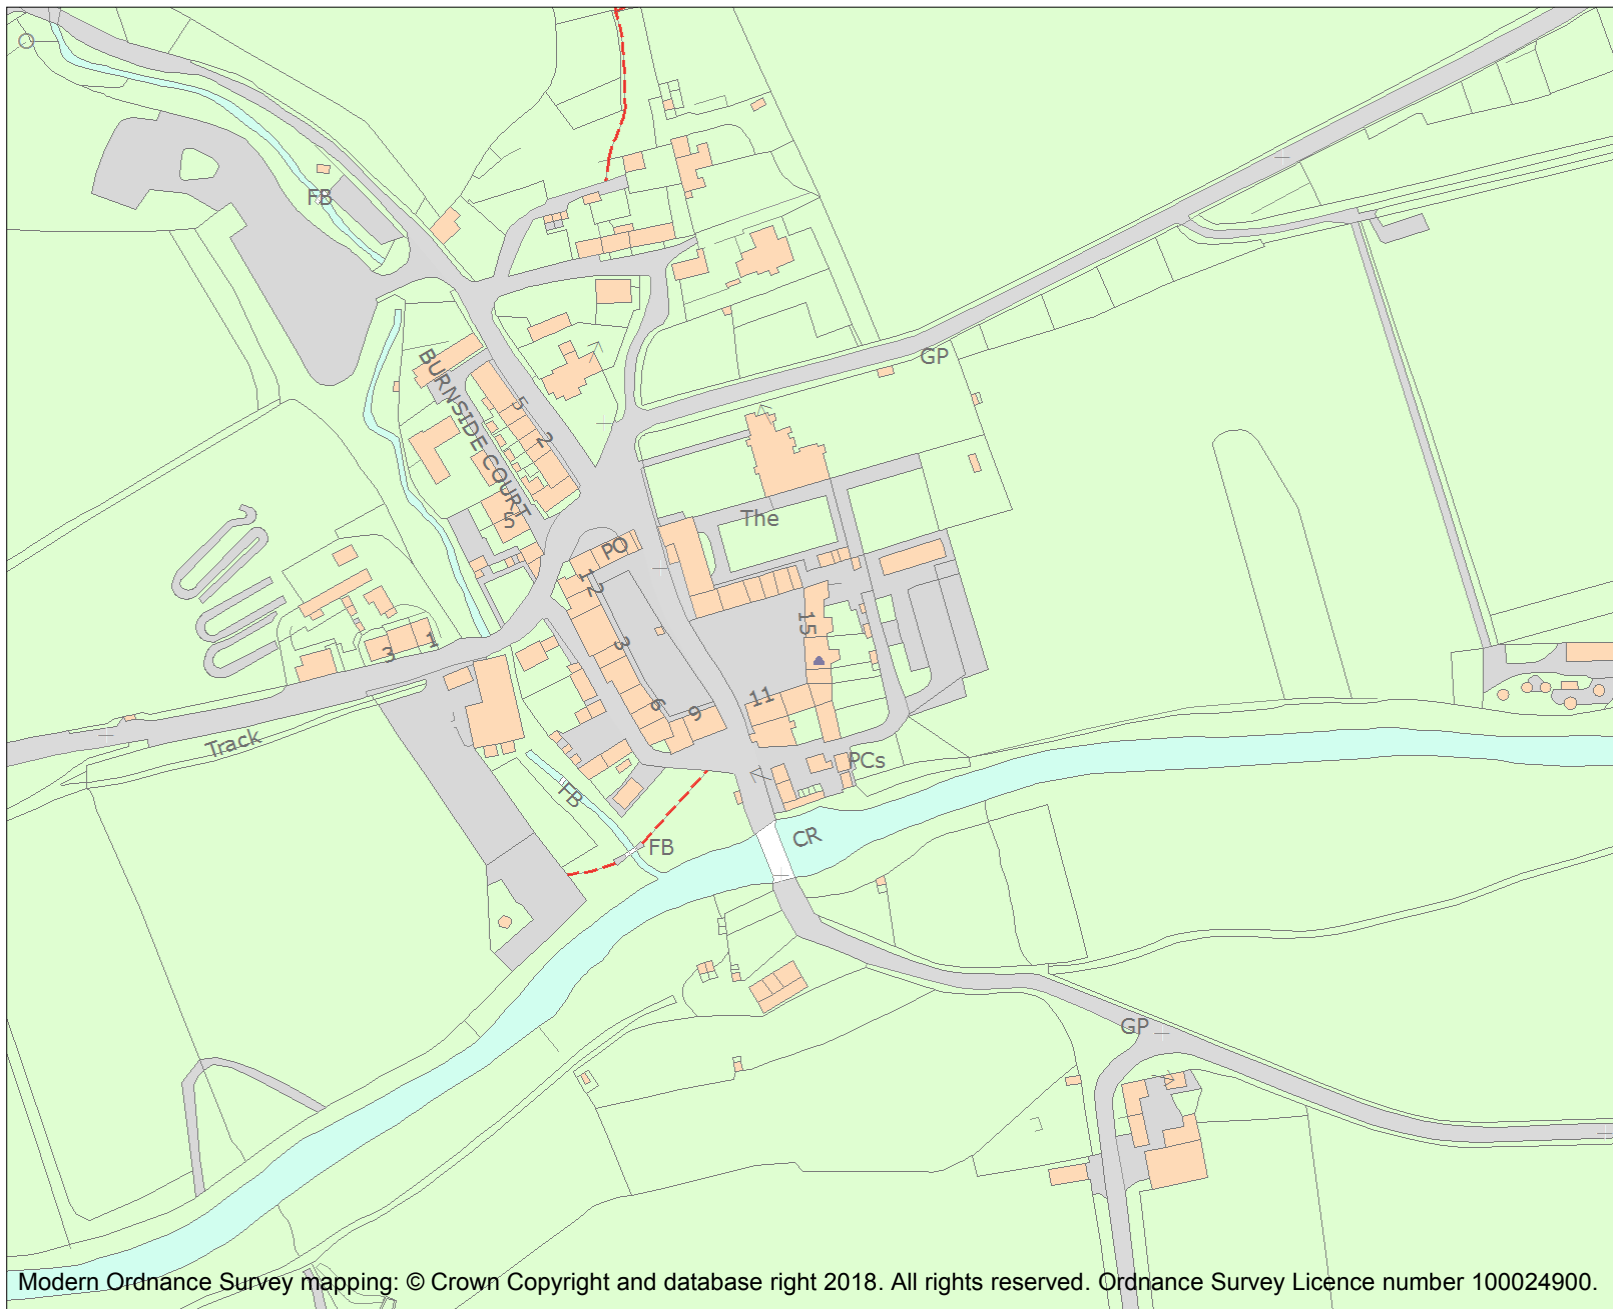 FB
GP
BURNSIDE COURT
5
2
5
The
PO
12
3
15
1
3
6
9
11
Track
PCs
FB
FB
CR
GP
Modern Ordnance Survey mapping: © Crown Copyright and database right 2018. All rights reserved. Ordnance Survey Licence number 100024900.